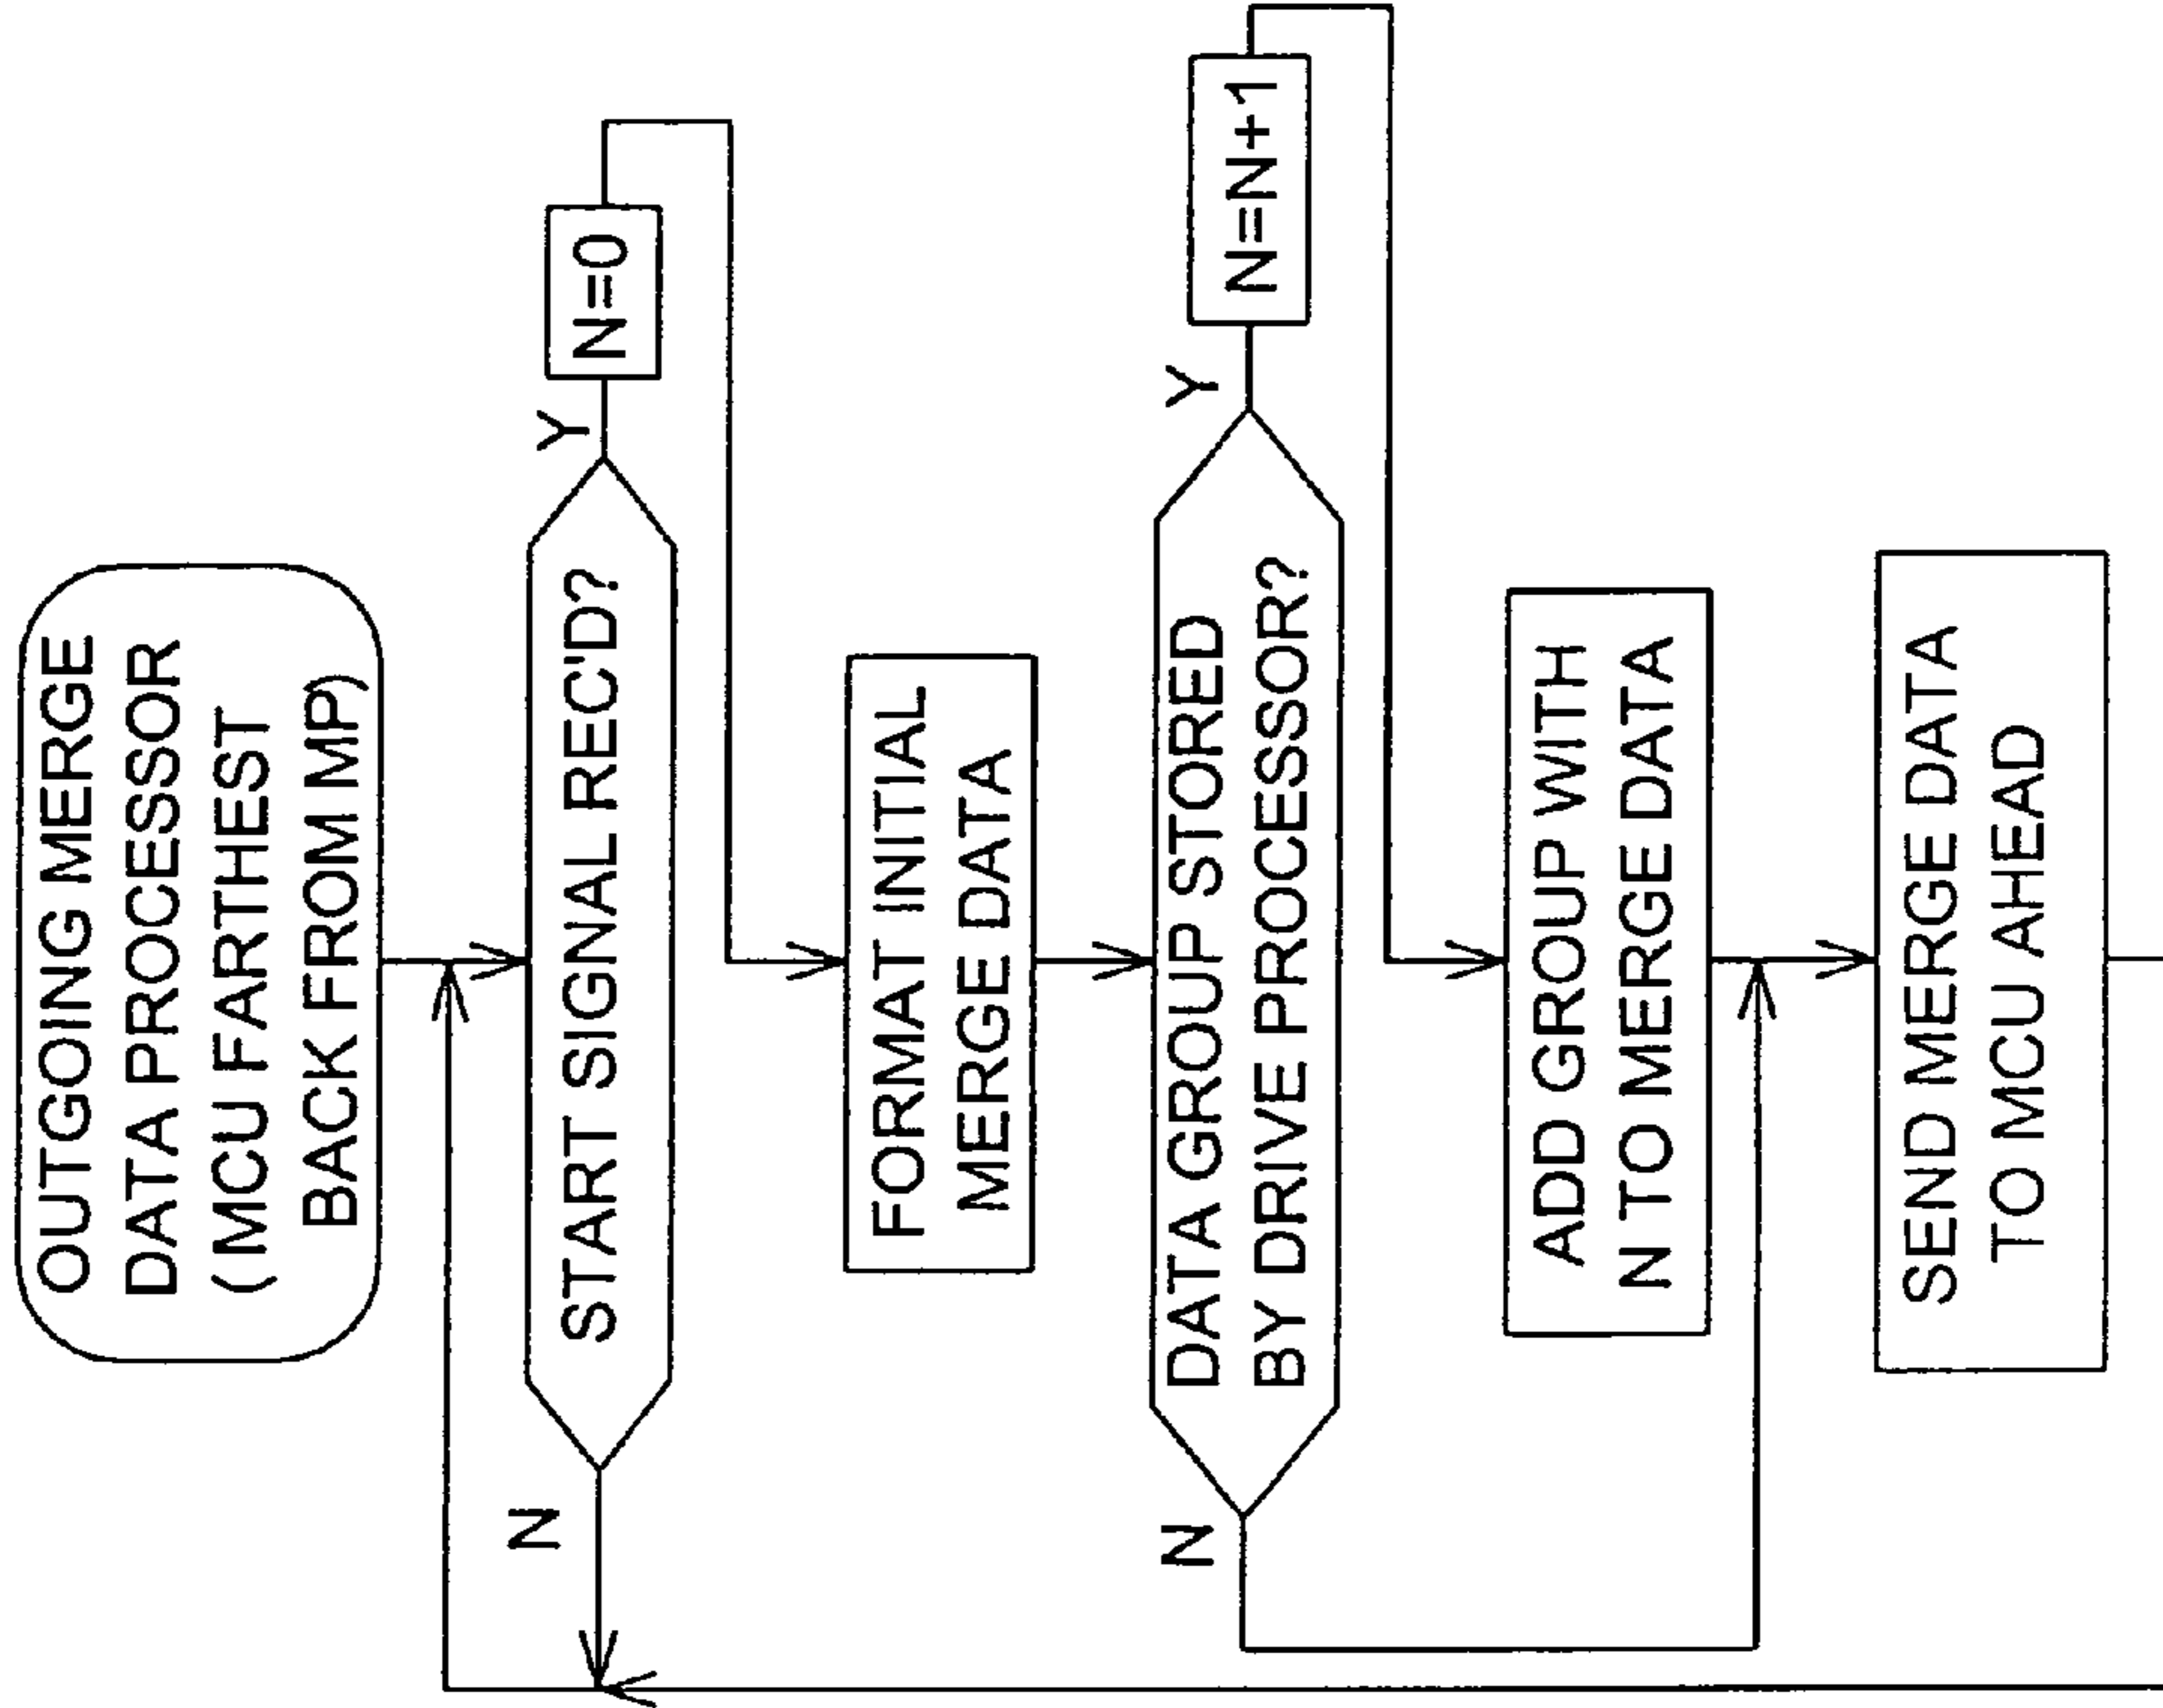 OUTGOING MERGE
DATA PROCESSOR
(MCU FARTHEST
BACK FROM MP)
START SIGNAL REC'D?
Y
N=0
N
FORMAT INITIAL
MERGE DATA
DATA GROUP STORED
BY DRIVE PROCESSOR?
Y
N=N+1
N
ADD GROUP WITH
N TO MERGE DATA
SEND MERGE DATA
TO MCU AHEAD